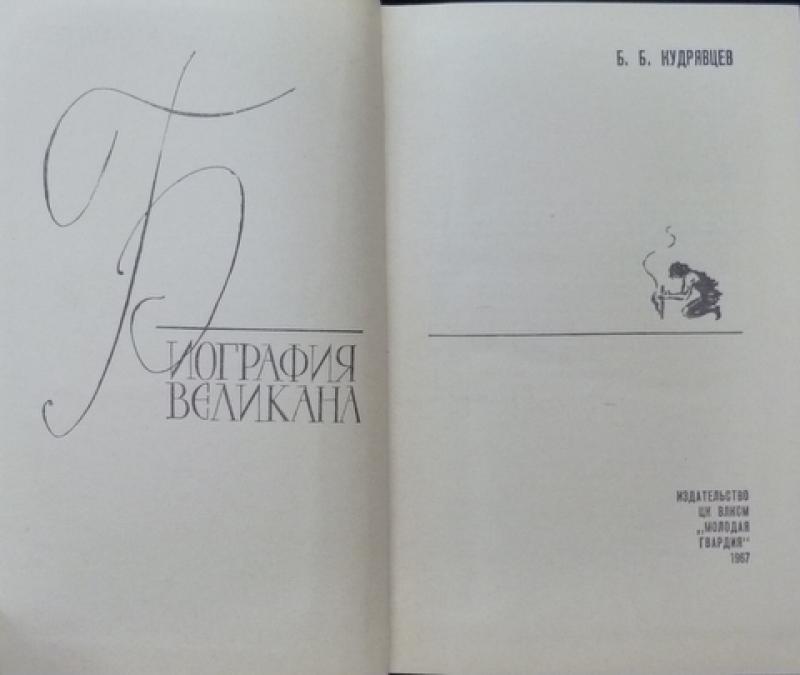 БИОГРАФИЯ
ВЕЛИКАНА
Б. Б. КУДРЯВЦЕВ
ИЗДАТЕЛЬСТВО
ЦК ВЛКСМ
„МОЛОДАЯ
ГВАРДИЯ“
1967